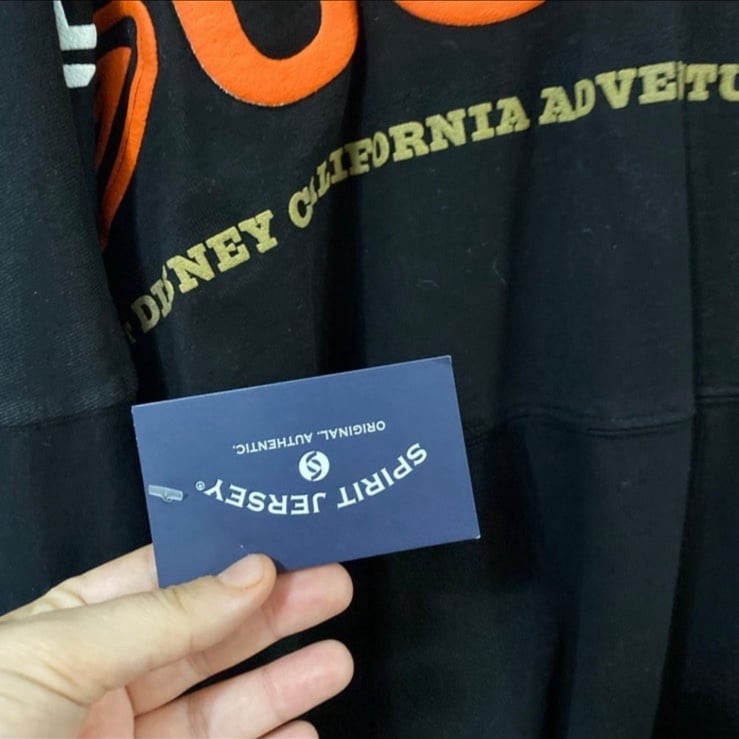 DISNEY CALIFORNIA ADVENTU
SPIRIT JERSEY®
ORIGINAL. AUTHENTIC.